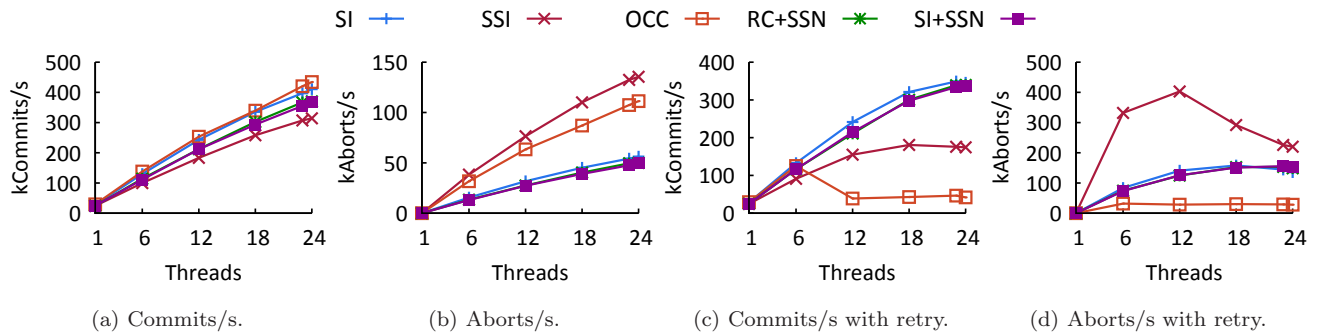 SI SSI OCC RC+SSN SI+SSN
kCommits/s
500
400
300
200
100
0
1 6 12 18 24
Threads
(a) Commits/s.
kAborts/s
150
100
50
0
1 6 12 18 24
Threads
(b) Aborts/s.
kCommits/s
400
300
200
100
0
1 6 12 18 24
Threads
(c) Commits/s with retry.
kAborts/s
500
400
300
200
100
0
1 6 12 18 24
Threads
(d) Aborts/s with retry.